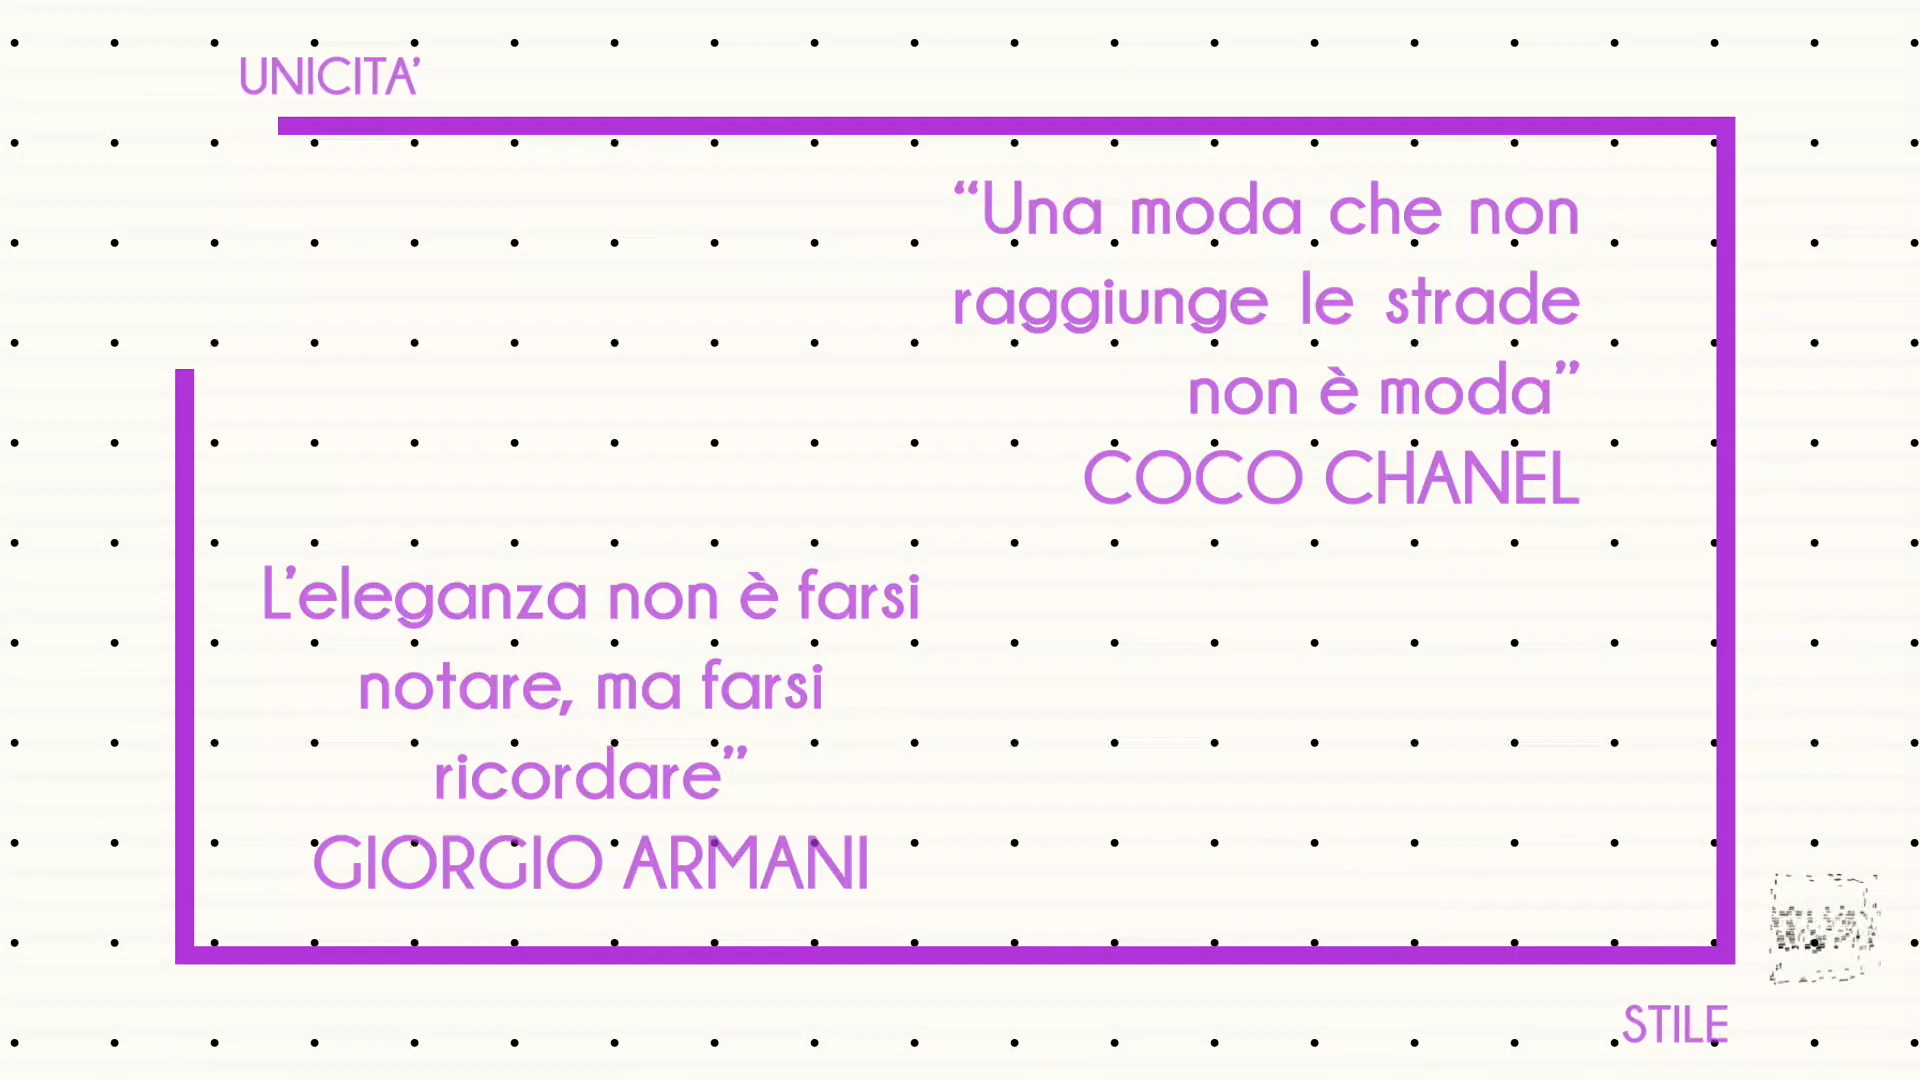 UNICITA’
“Una moda che non
raggiunge le strade
non è moda”
COCO CHANEL
L’eleganza non è farsi
notare, ma farsi
ricordare”
GIORGIO ARMANI
STILE